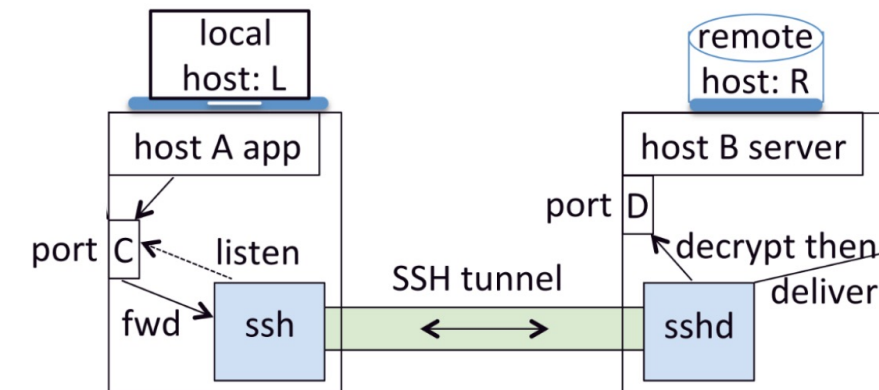 local
host: L
remote
host: R
host A app
host B server
port C
port D
listen
decrypt then
deliver
SSH tunnel
fwd
ssh
sshd